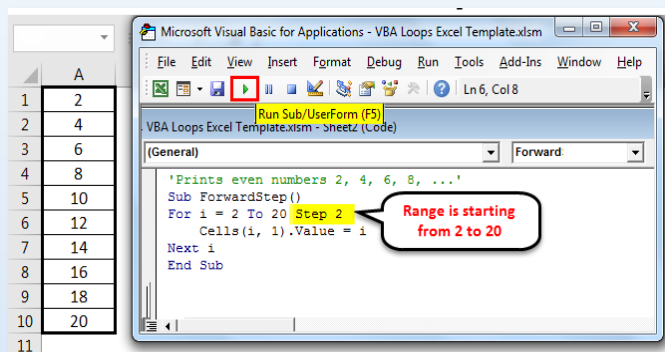 Microsoft Visual Basic for Applications - VBA Loops Excel Template.xlsm
File Edit View Insert Format Debug Run Tools Add-Ins Window Help
Ln 6, Col 8
Run Sub/UserForm (F5)
VBA Loops Excel Template.xlsm - Sheet2 (Code)
(General) Forward
'Prints even numbers 2, 4, 6, 8, ...'
Sub ForwardStep()
For i = 2 To 20 Step 2
Cells(i, 1).Value = i
Next i
End Sub
Range is starting
from 2 to 20
A
1 2
2 4
3 6
4 8
5 10
6 12
7 14
8 16
9 18
10 20
11